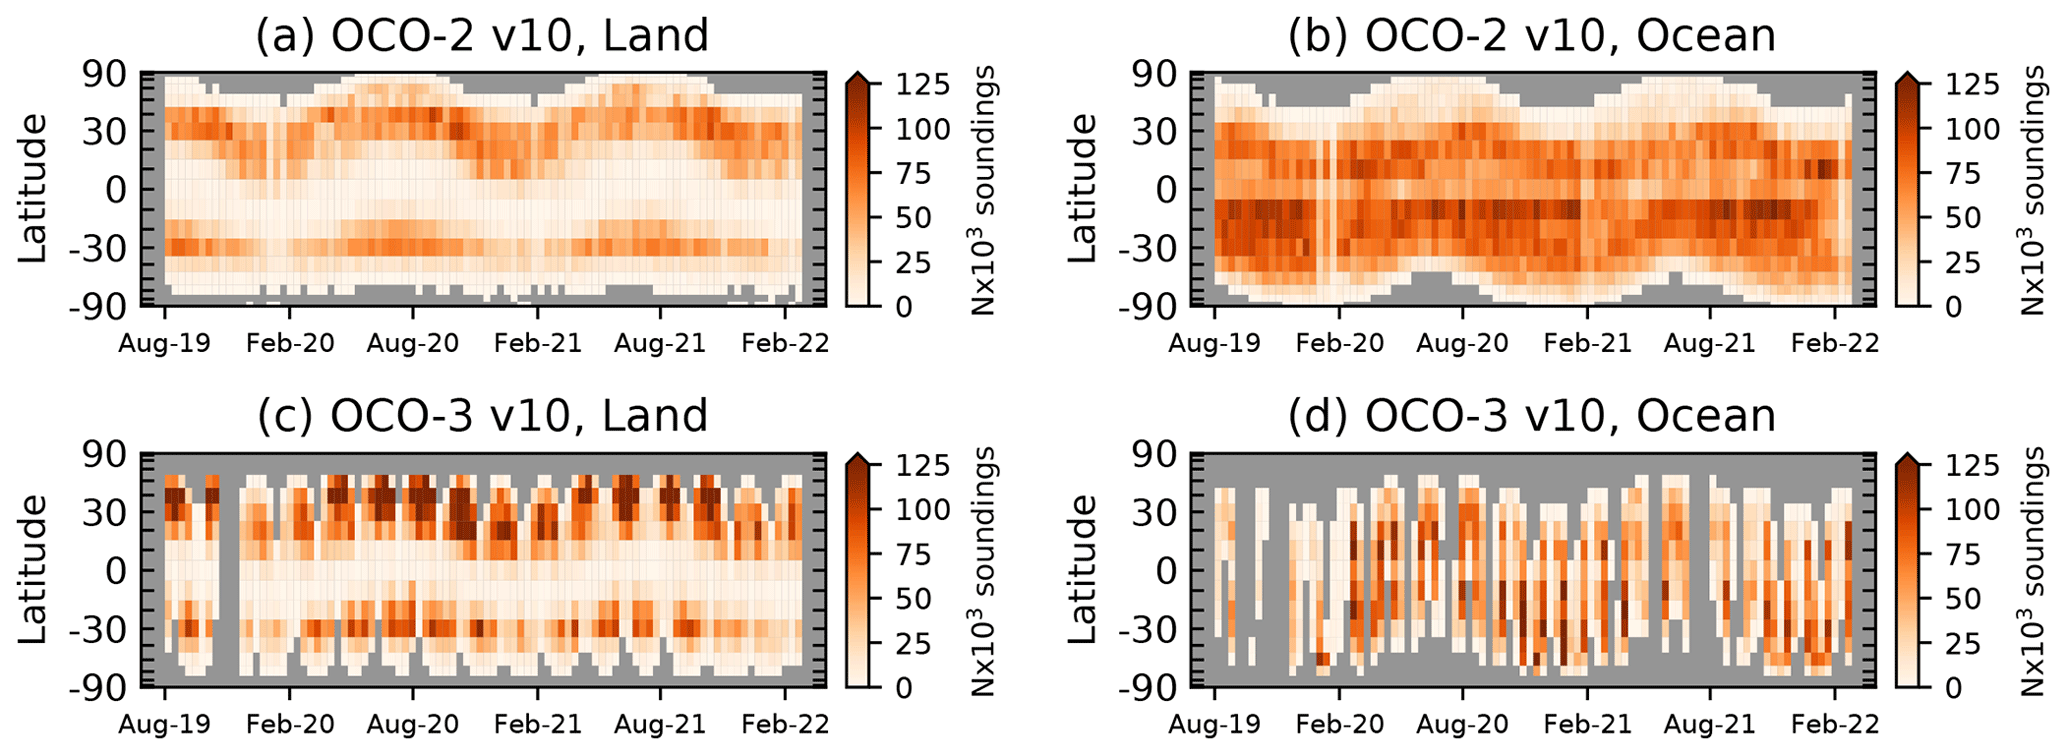 (a) OCO-2 v10, Land
90
30
0
-30
-90
Latitude
Aug-19 Feb-20 Aug-20 Feb-21 Aug-21 Feb-22
125
100
75
50
25
0
Nx10³ soundings
(b) OCO-2 v10, Ocean
90
30
0
-30
-90
Latitude
Aug-19 Feb-20 Aug-20 Feb-21 Aug-21 Feb-22
125
100
75
50
25
0
Nx10³ soundings
(c) OCO-3 v10, Land
90
30
0
-30
-90
Latitude
Aug-19 Feb-20 Aug-20 Feb-21 Aug-21 Feb-22
125
100
75
50
25
0
Nx10³ soundings
(d) OCO-3 v10, Ocean
90
30
0
-30
-90
Latitude
Aug-19 Feb-20 Aug-20 Feb-21 Aug-21 Feb-22
125
100
75
50
25
0
Nx10³ soundings